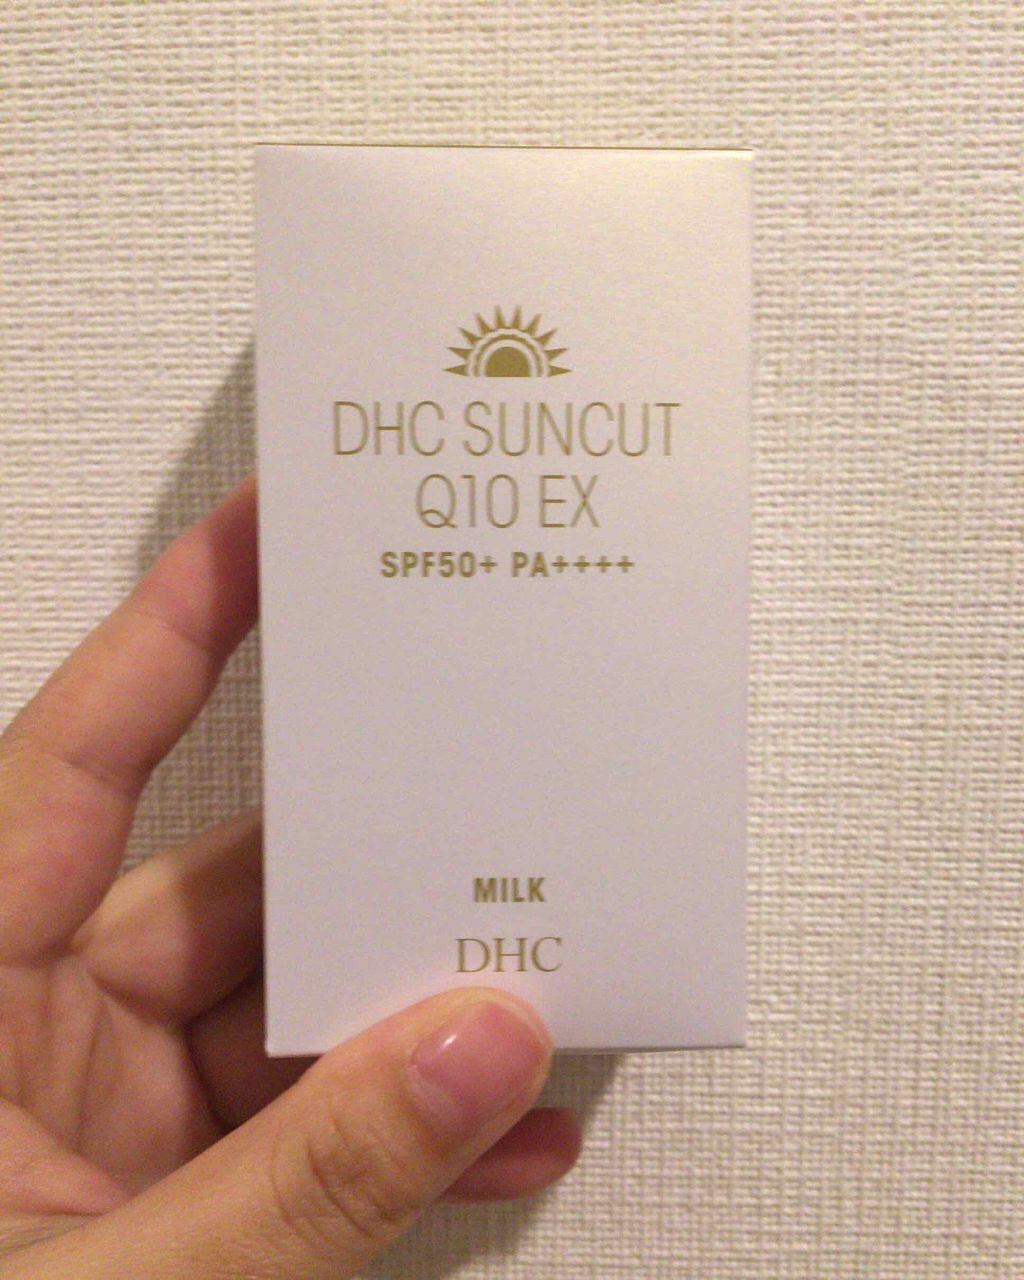 DHC SUNCUT
Q10 EX
SPF50+ PA++++
MILK
DHC